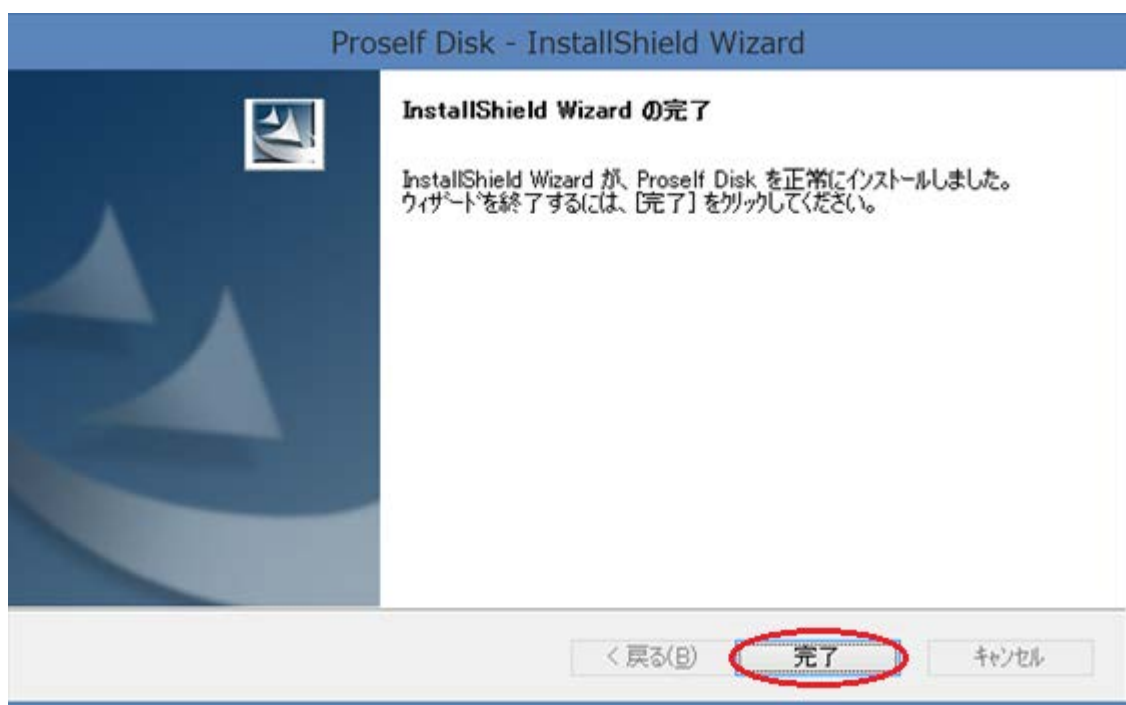 Proself Disk - InstallShield Wizard
InstallShield Wizard の完了
InstallShield Wizard が、Proself Disk を正常にインストールしました。
ウィザードを終了するには、[完了] をクリックしてください。
< 戻る(B)
完了
キャンセル